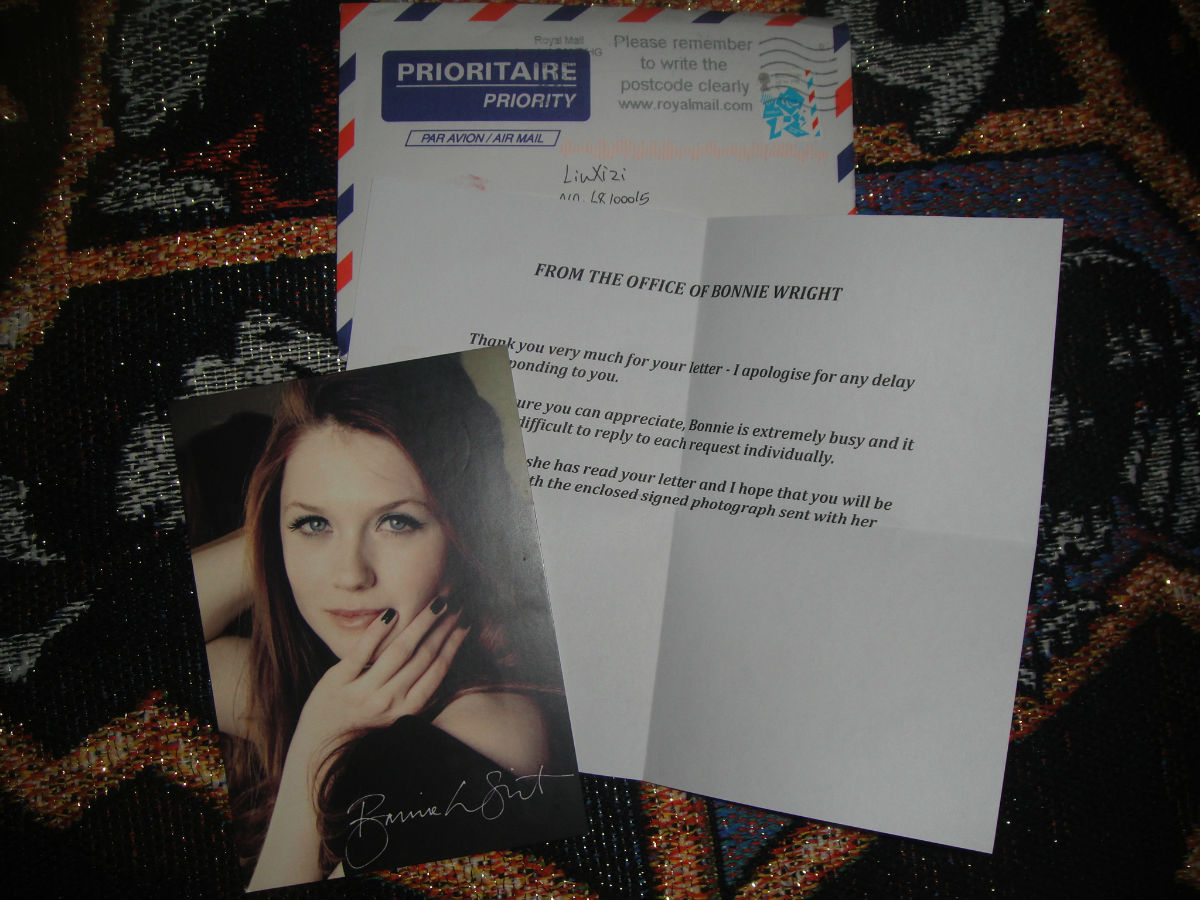 Royal Mail
Please remember
to write the
postcode clearly
www.royalmail.com
PRIORITAIRE
PRIORITY
PAR AVION / AIR MAIL
LiuXizi
FROM THE OFFICE OF BONNIE WRIGHT
Thank you very much for your letter - I apologise for any delay
ponding to you.
ure you can appreciate, Bonnie is extremely busy and it
difficult to reply to each request individually.
she has read your letter and I hope that you will be
th the enclosed signed photograph sent with her
Bonnie